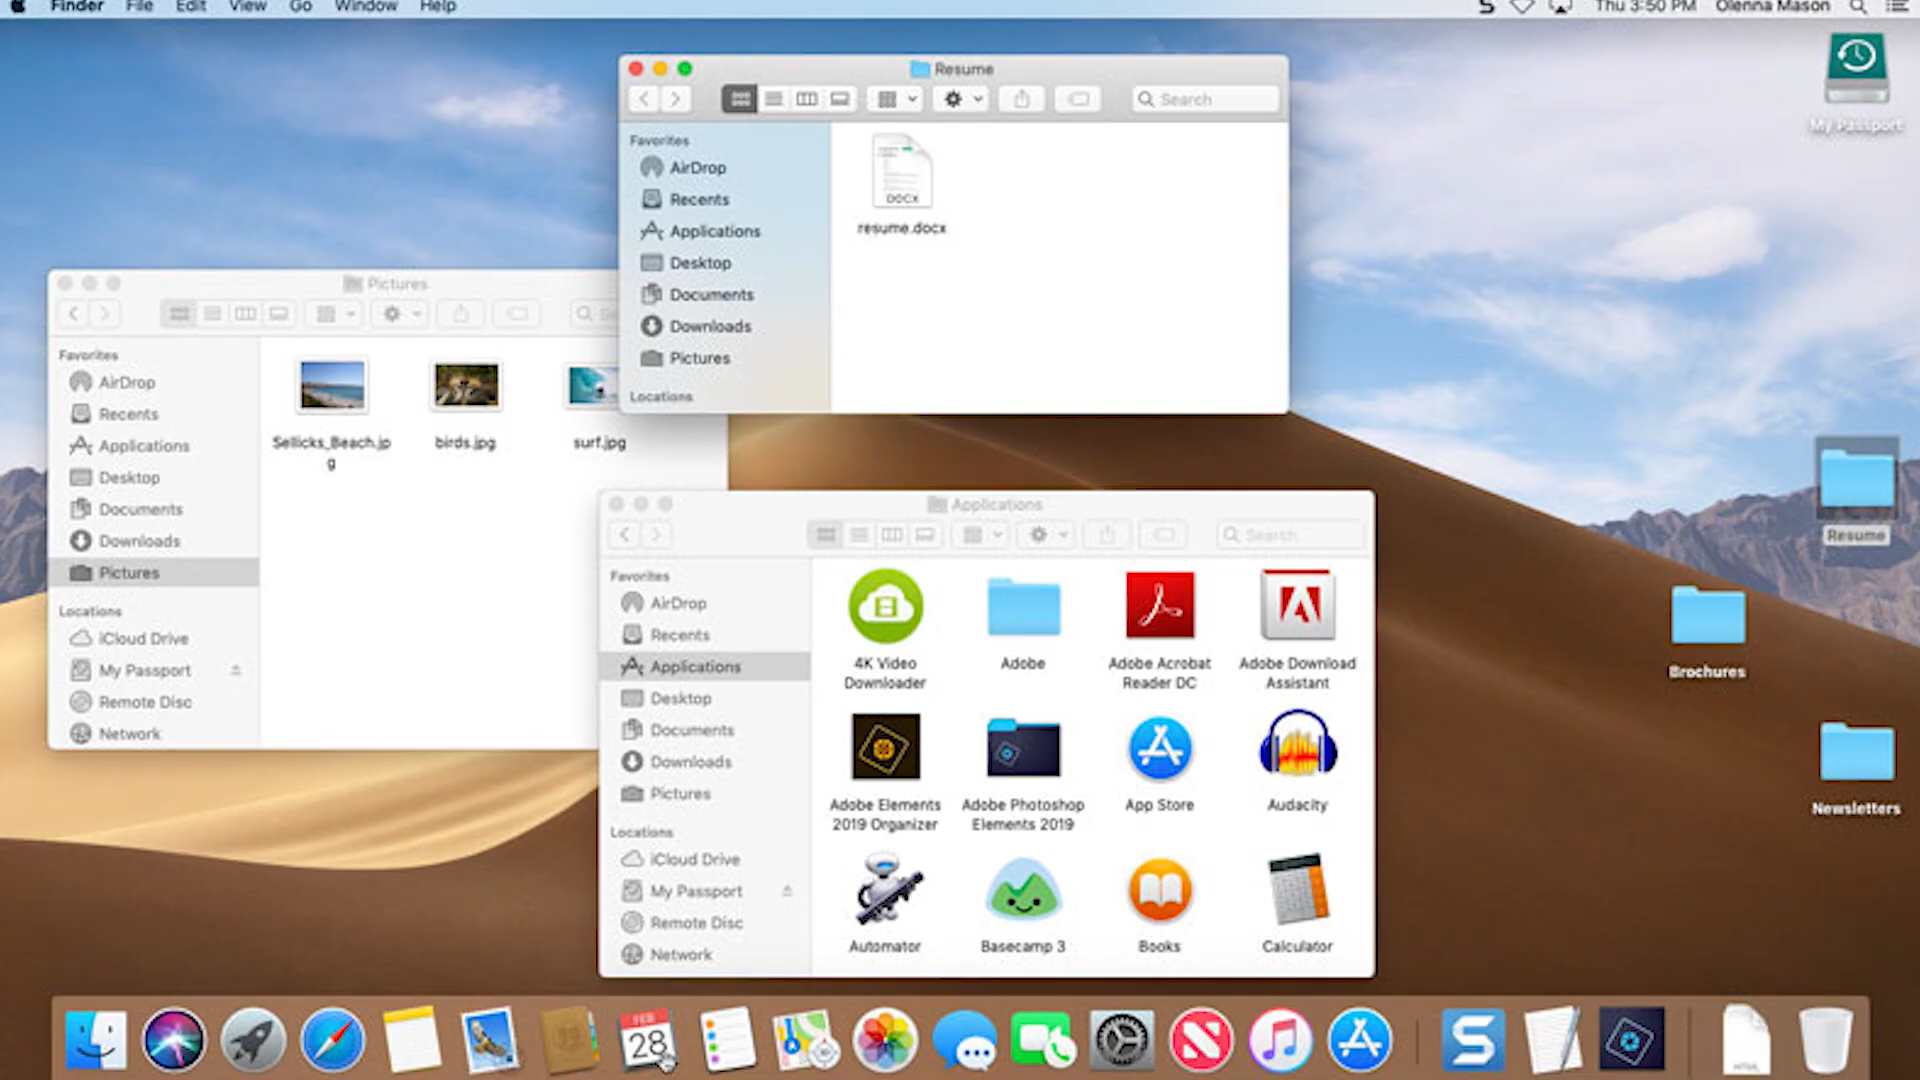 Finder File Edit View Go Window Help
Thu 3:50 PM Olenna Mason
My Passport
Resume
Search
Favorites
AirDrop
Recents
Applications
Desktop
Documents
Downloads
Pictures
Locations
DOCX
resume.docx
Pictures
Favorites
AirDrop
Recents
Applications
Desktop
Documents
Downloads
Pictures
Locations
iCloud Drive
My Passport
Remote Disc
Network
Sellicks_Beach.jp
g
birds.jpg
surf.jpg
Applications
Search
Favorites
AirDrop
Recents
Applications
Desktop
Documents
Downloads
Pictures
Locations
iCloud Drive
My Passport
Remote Disc
Network
4K Video
Downloader
Adobe
Adobe Acrobat
Reader DC
Adobe Download
Assistant
Adobe Elements
2019 Organizer
Adobe Photoshop
Elements 2019
App Store
Audacity
Automator
Basecamp 3
Books
Calculator
Resume
Brochures
Newsletters
FEB
28
HTML